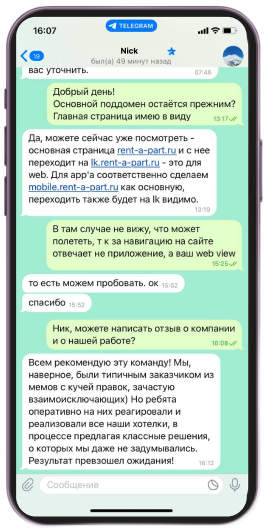 16:07
TELEGRAM
19
Nick
был(а) 49 минут назад
вас уточнить.
07:46
Добрый день!
Основной поддомен остаётся прежним?
Главная страница имею в виду
13:17
Да, можете сейчас уже посмотреть -
основная страница rent-a-part.ru и с нее
переходит на lk.rent-a-part.ru - это для
web. Для app'а соответственно сделаем
mobile.rent-a-part.ru как основную,
переходить также будет на lk видимо.
13:19
В там случае не вижу, что может
полететь, т к за навигацию на сайте
отвечает не приложение, а ваш web view
15:25
то есть можем пробовать. ок 15:52
спасибо 15:52
Ник, можете написать отзыв о компании
и о нашей работе?
16:08
Всем рекомендую эту команду! Мы,
наверное, были типичным заказчиком из
мемов с кучей правок, зачастую
взаимоисключающих) Но ребята
оперативно на них реагировали и
реализовали все наши хотелки, в
процессе предлагая классные решения,
о которых мы даже не задумывались.
Результат превзошел ожидания!
16:12
Сообщение